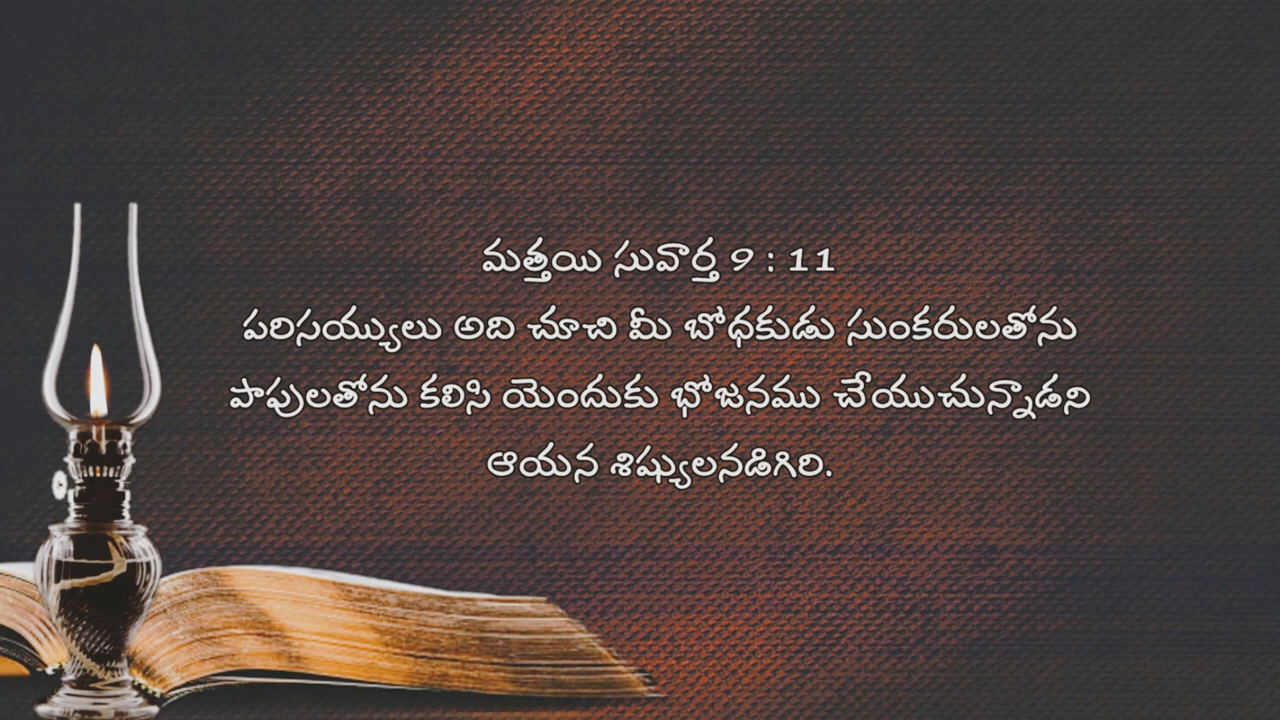 మత్తయి సువార్త 9 : 11
పరిసయ్యులు అది చూచి మీ బోధకుడు సుంకరులతోను
పాపులతోను కలిసి యెందుకు భోజనము చేయుచున్నాడని
ఆయన శిష్యులనడిగిరి.